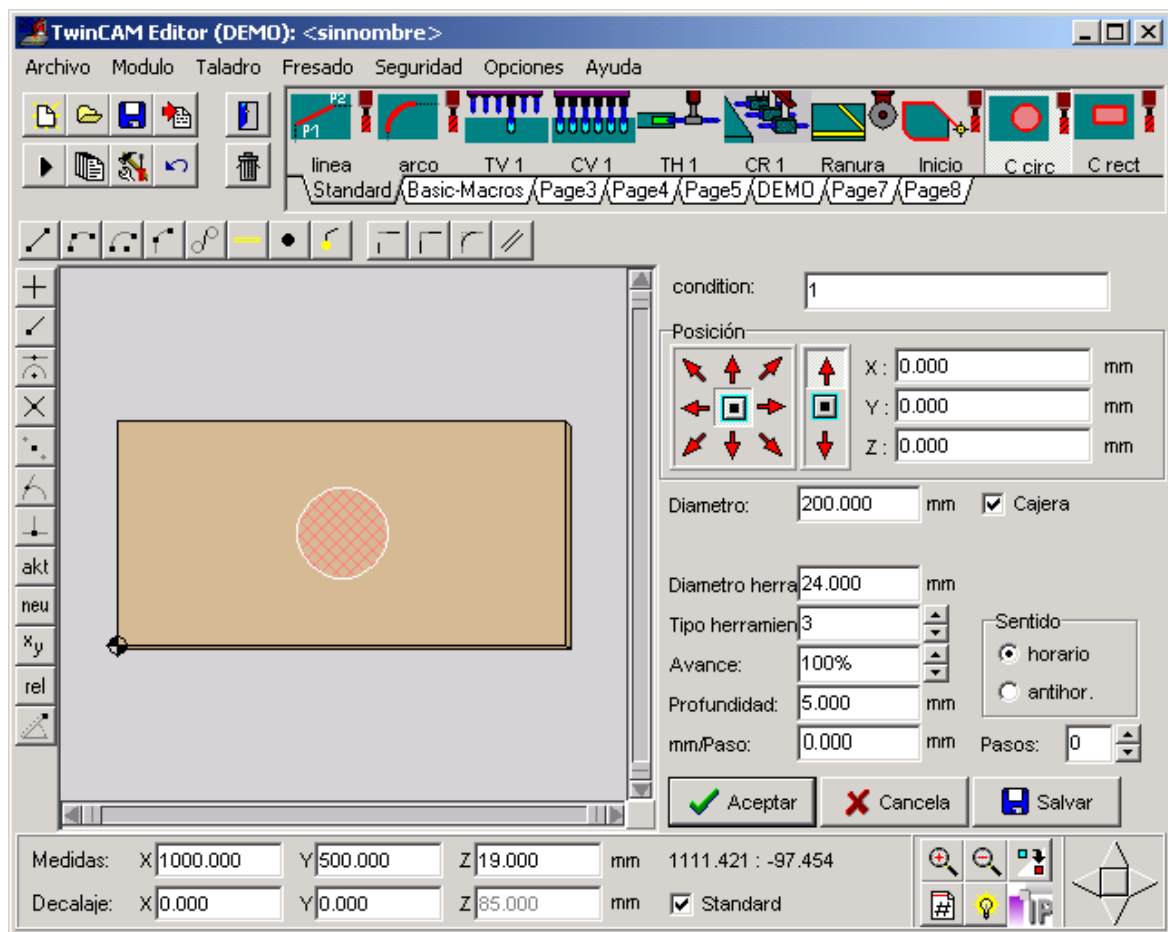 TwinCAM Editor (DEMO): <sinnombre>
Archivo Modulo Taladro Fresado Seguridad Opciones Ayuda
P2
P1
linea arco TV 1 CV 1 TH 1 CR 1 Ranura Inicio C circ C rect
Standard Basic-Macros Page3 Page4 Page5 DEMO Page7 Page8
condition: 1
Posición
X : 0.000 mm
Y : 0.000 mm
Z : 0.000 mm
Diametro: 200.000 mm Cajera
Diametro herra 24.000 mm
Tipo herramien 3
Sentido
horario
Avance: 100%
antihor.
Profundidad: 5.000 mm
mm/Paso: 0.000 mm Pasos: 0
akt
neu
xy
rel
Aceptar Cancela Salvar
Medidas: X 1000.000 Y 500.000 Z 19.000 mm 1111.421 : -97.454
Decalaje: X 0.000 Y 0.000 Z 85.000 mm Standard
#
IP